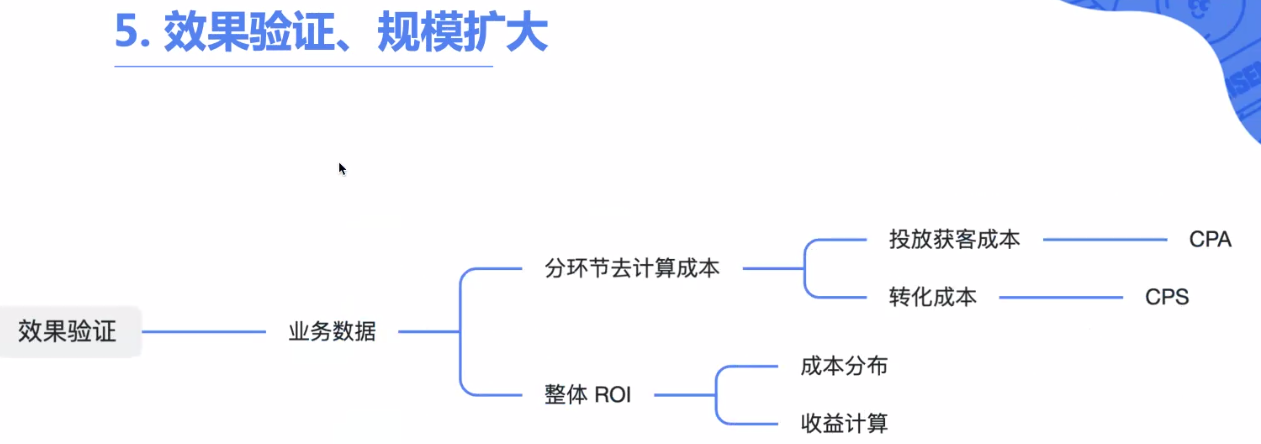 5. 效果验证、规模扩大
投放获客成本 CPA
分环节去计算成本
转化成本 CPS
效果验证 业务数据
成本分布
整体 ROI
收益计算